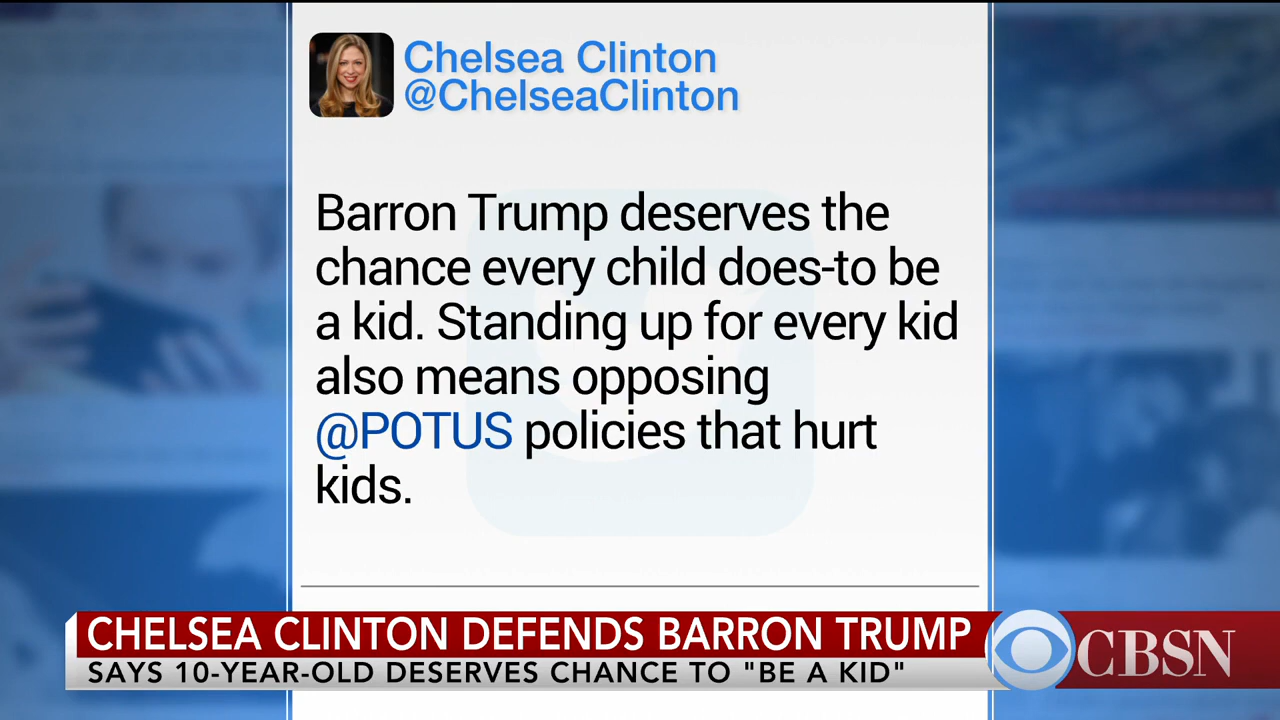 Chelsea Clinton
@ChelseaClinton
Barron Trump deserves the
chance every child does-to be
a kid. Standing up for every kid
also means opposing
@POTUS policies that hurt
kids.
CHELSEA CLINTON DEFENDS BARRON TRUMP
SAYS 10-YEAR-OLD DESERVES CHANCE TO "BE A KID"
CBSN